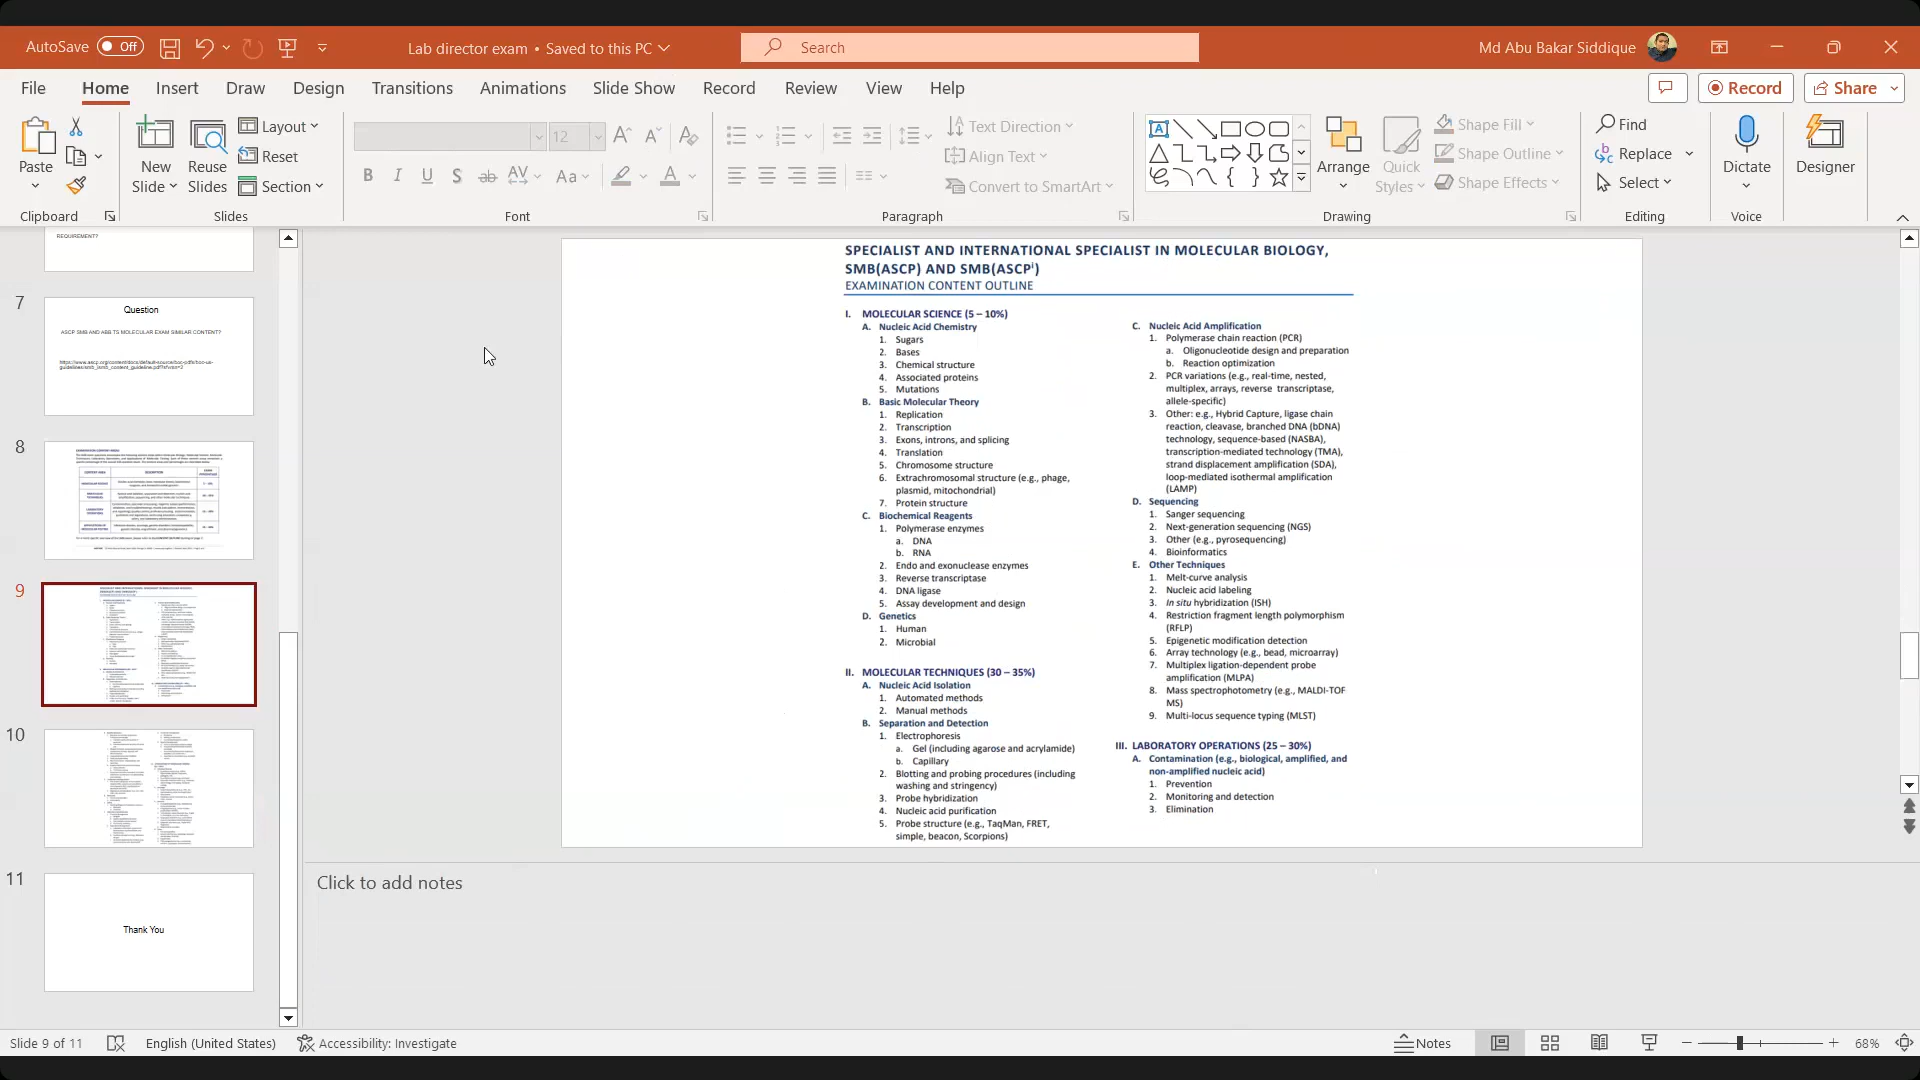 AutoSave Off
Lab director exam • Saved to this PC
Search
Md Abu Bakar Siddique
File Home Insert Draw Design Transitions Animations Slide Show Record Review View Help
Record
Share
Paste
New Slide
Reuse Slides
Layout
Reset
Section
12
Text Direction
Align Text
Convert to SmartArt
Arrange
Quick Styles
Shape Fill
Shape Outline
Shape Effects
Find
Replace
Select
Dictate
Designer
Clipboard
Slides
Font
Paragraph
Drawing
Editing
Voice
REQUIREMENT?
7
Question
ASCP SMB AND ABB TS MOLECULAR EXAM SIMILAR CONTENT?
8
9
10
11
Thank You
SPECIALIST AND INTERNATIONAL SPECIALIST IN MOLECULAR BIOLOGY,
SMB(ASCP) AND SMB(ASCPi)
EXAMINATION CONTENT OUTLINE
I. MOLECULAR SCIENCE (5 – 10%)
A. Nucleic Acid Chemistry
1. Sugars
2. Bases
3. Chemical structure
4. Associated proteins
5. Mutations
B. Basic Molecular Theory
1. Replication
2. Transcription
3. Exons, introns, and splicing
4. Translation
5. Chromosome structure
6. Extrachromosomal structure (e.g., phage,
plasmid, mitochondrial)
7. Protein structure
C. Biochemical Reagents
1. Polymerase enzymes
a. DNA
b. RNA
2. Endo and exonuclease enzymes
3. Reverse transcriptase
4. DNA ligase
5. Assay development and design
D. Genetics
1. Human
2. Microbial
II. MOLECULAR TECHNIQUES (30 – 35%)
A. Nucleic Acid Isolation
1. Automated methods
2. Manual methods
B. Separation and Detection
1. Electrophoresis
a. Gel (including agarose and acrylamide)
b. Capillary
2. Blotting and probing procedures (including
washing and stringency)
3. Probe hybridization
4. Nucleic acid purification
5. Probe structure (e.g., TaqMan, FRET,
simple, beacon, Scorpions)
C. Nucleic Acid Amplification
1. Polymerase chain reaction (PCR)
a. Oligonucleotide design and preparation
b. Reaction optimization
2. PCR variations (e.g., real-time, nested,
multiplex, arrays, reverse transcriptase,
allele-specific)
3. Other: e.g., Hybrid Capture, ligase chain
reaction, cleavase, branched DNA (bDNA)
technology, sequence-based (NASBA),
transcription-mediated technology (TMA),
strand displacement amplification (SDA),
loop-mediated isothermal amplification
(LAMP)
D. Sequencing
1. Sanger sequencing
2. Next-generation sequencing (NGS)
3. Other (e.g., pyrosequencing)
4. Bioinformatics
E. Other Techniques
1. Melt-curve analysis
2. Nucleic acid labeling
3. In situ hybridization (ISH)
4. Restriction fragment length polymorphism
(RFLP)
5. Epigenetic modification detection
6. Array technology (e.g., bead, microarray)
7. Multiplex ligation-dependent probe
amplification (MLPA)
8. Mass spectrophotometry (e.g., MALDI-TOF
MS)
9. Multi-locus sequence typing (MLST)
III. LABORATORY OPERATIONS (25 – 30%)
A. Contamination (e.g., biological, amplified, and
non-amplified nucleic acid)
1. Prevention
2. Monitoring and detection
3. Elimination
Click to add notes
Slide 9 of 11
English (United States)
Accessibility: Investigate
Notes
68%